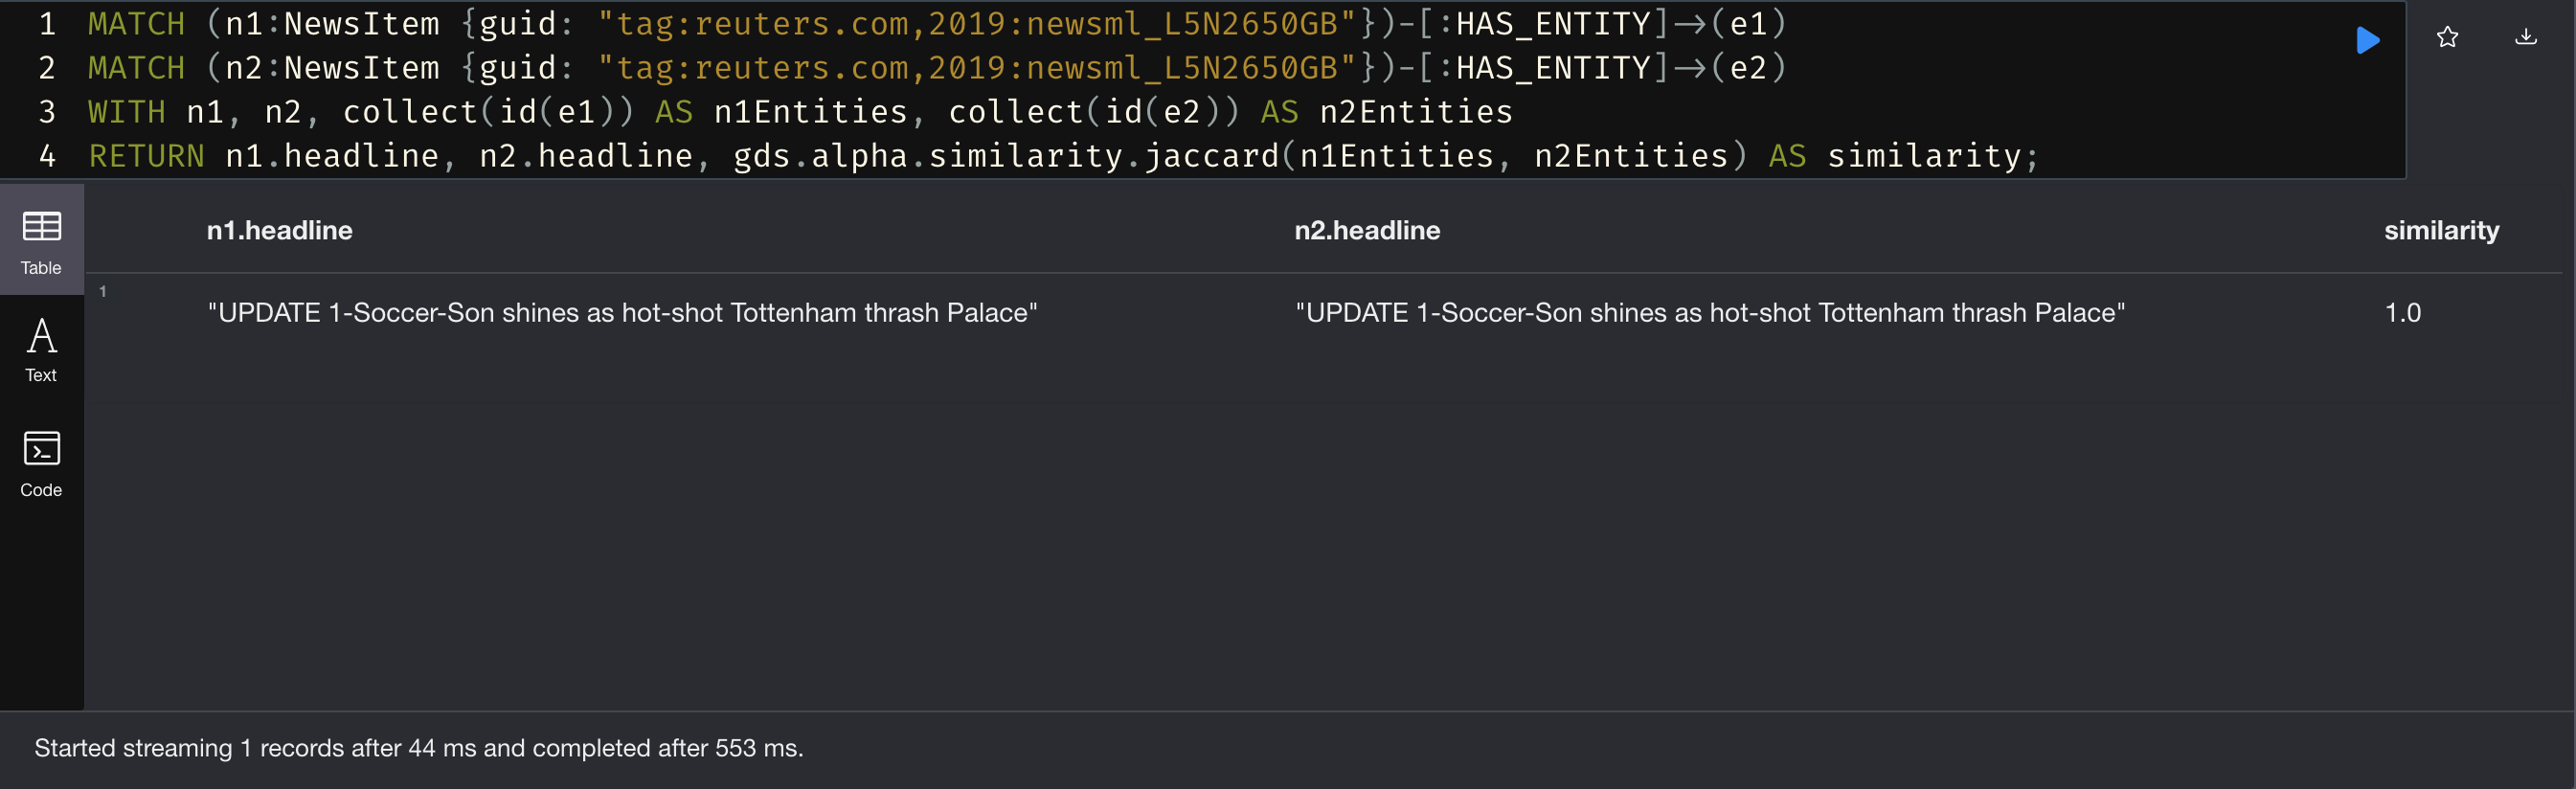 1 MATCH (n1:NewsItem {guid: "tag:reuters.com,2019:newsml_L5N2650GB"})-[:HAS_ENTITY]->(e1)
2 MATCH (n2:NewsItem {guid: "tag:reuters.com,2019:newsml_L5N2650GB"})-[:HAS_ENTITY]->(e2)
3 WITH n1, n2, collect(id(e1)) AS n1Entities, collect(id(e2)) AS n2Entities
4 RETURN n1.headline, n2.headline, gds.alpha.similarity.jaccard(n1Entities, n2Entities) AS similarity;
n1.headline n2.headline similarity
Table
1 "UPDATE 1-Soccer-Son shines as hot-shot Tottenham thrash Palace" "UPDATE 1-Soccer-Son shines as hot-shot Tottenham thrash Palace" 1.0
Text
Code
Started streaming 1 records after 44 ms and completed after 553 ms.